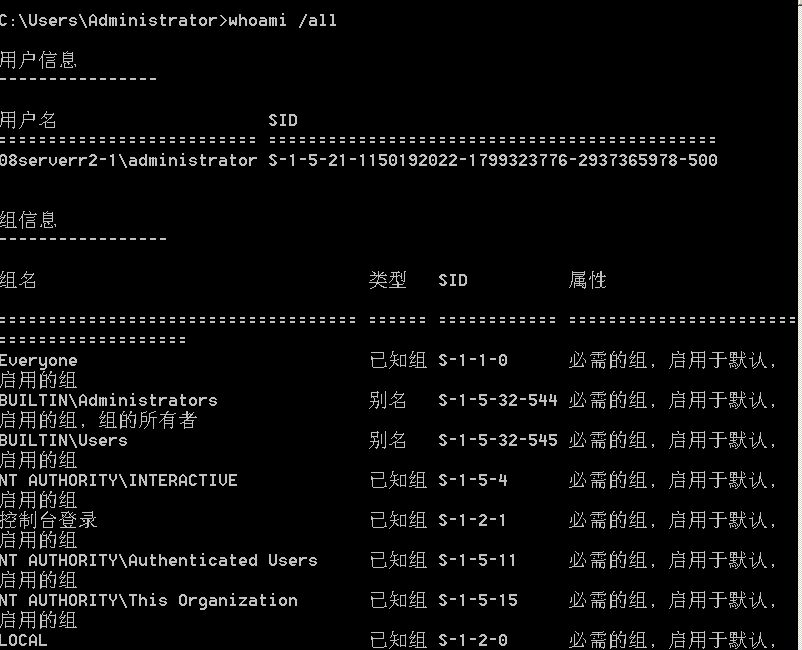 C:\Users\Administrator>whoami /all
用户信息
----------------
用户名 SID
========================== =============================================
08serverr2-1\administrator S-1-5-21-1150192022-1799323776-2937365978-500
组信息
-----------------
组名 类型 SID 属性
==================================== ====== ============ =======================
===================
Everyone 已知组 S-1-1-0 必需的组, 启用于默认,
启用的组
BUILTIN\Administrators 别名 S-1-5-32-544 必需的组, 启用于默认,
启用的组, 组的所有者
BUILTIN\Users 别名 S-1-5-32-545 必需的组, 启用于默认,
启用的组
NT AUTHORITY\INTERACTIVE 已知组 S-1-5-4 必需的组, 启用于默认,
启用的组
控制台登录 已知组 S-1-2-1 必需的组, 启用于默认,
启用的组
NT AUTHORITY\Authenticated Users 已知组 S-1-5-11 必需的组, 启用于默认,
启用的组
NT AUTHORITY\This Organization 已知组 S-1-5-15 必需的组, 启用于默认,
启用的组
LOCAL 已知组 S-1-2-0 必需的组, 启用于默认,